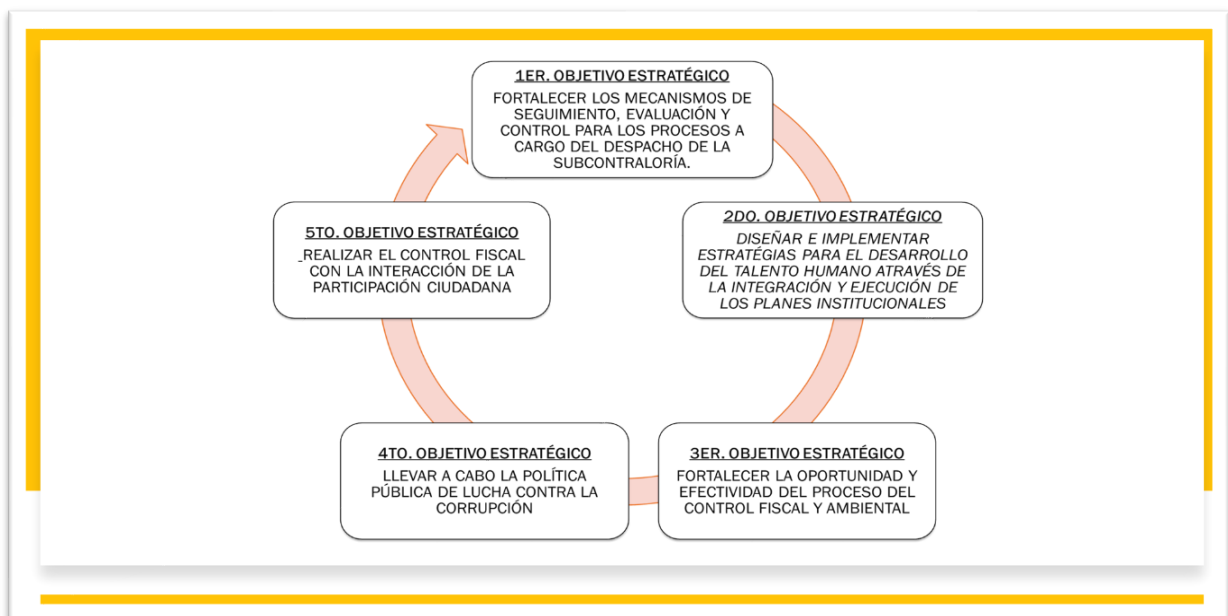 1ER. OBJETIVO ESTRATÉGICO
FORTALECER LOS MECANISMOS DE
SEGUIMIENTO, EVALUACIÓN Y
CONTROL PARA LOS PROCESOS A
CARGO DEL DESPACHO DE LA
SUBCONTRALORÍA.
2DO. OBJETIVO ESTRATÉGICO
DISEÑAR E IMPLEMENTAR
ESTRATÉGIAS PARA EL DESARROLLO
DEL TALENTO HUMANO ATRAVÉS DE
LA INTEGRACIÓN Y EJECUCIÓN DE
LOS PLANES INSTITUCIONALES
3ER. OBJETIVO ESTRATÉGICO
FORTALECER LA OPORTUNIDAD Y
EFECTIVIDAD DEL PROCESO DEL
CONTROL FISCAL Y AMBIENTAL
4TO. OBJETIVO ESTRATÉGICO
LLEVAR A CABO LA POLÍTICA
PÚBLICA DE LUCHA CONTRA LA
CORRUPCIÓN
5TO. OBJETIVO ESTRATÉGICO
REALIZAR EL CONTROL FISCAL
CON LA INTERACCIÓN DE LA
PARTICIPACIÓN CIUDADANA